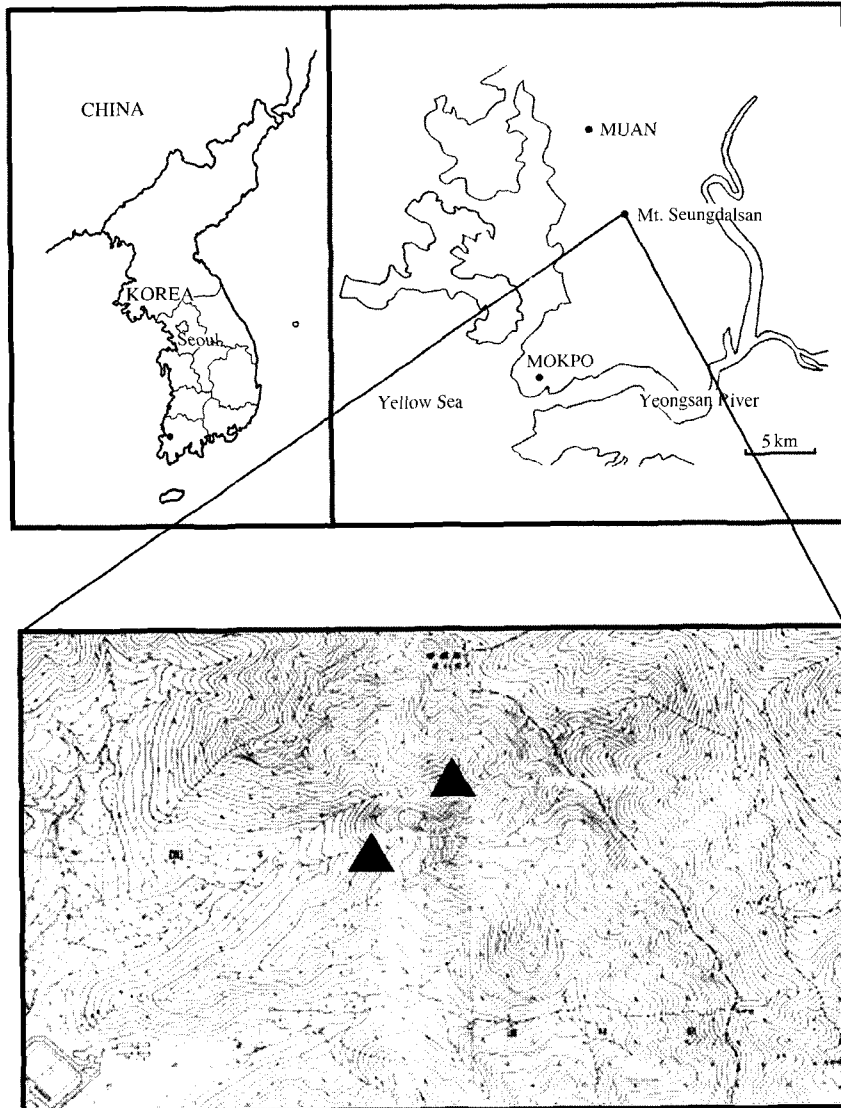 CHINA
KOREA
Seoul
MUAN
Mt. Seungdalsan
MOKPO
Yellow Sea
Yeongsan River
5 km